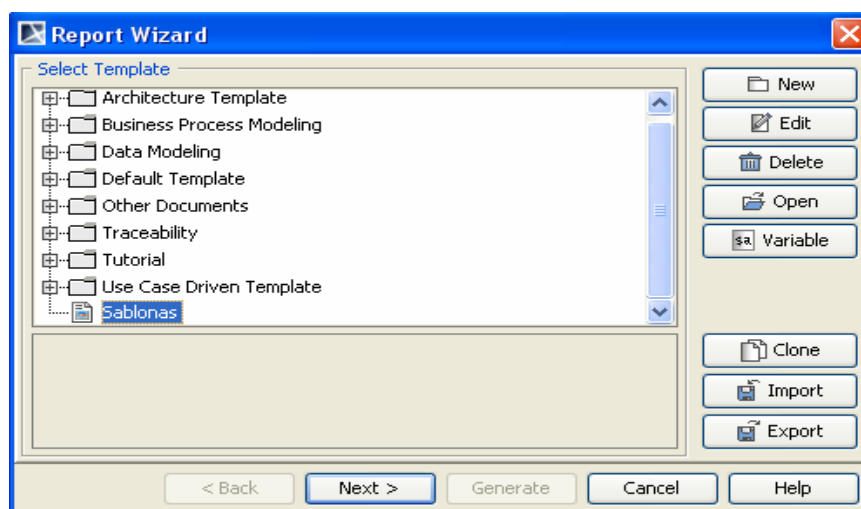 Report Wizard
Select Template
Architecture Template
Business Process Modeling
Data Modeling
Default Template
Other Documents
Traceability
Tutorial
Use Case Driven Template
Sablonas
New
Edit
Delete
Open
$a Variable
Clone
Import
Export
< Back
Next >
Generate
Cancel
Help